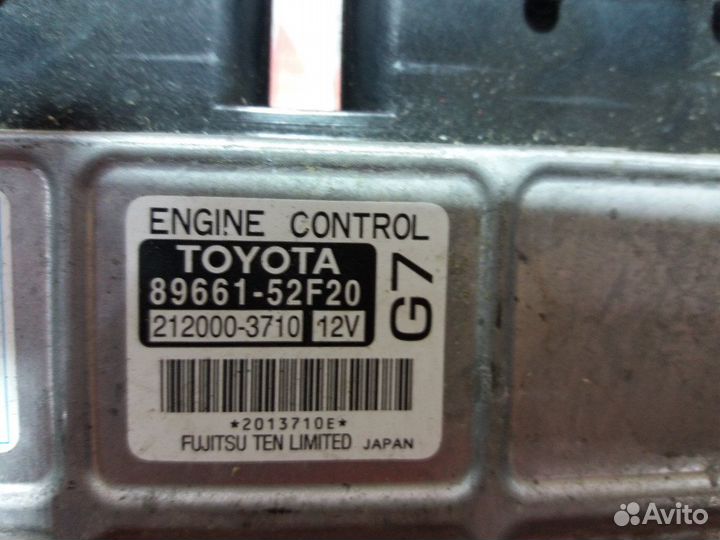 ENGINE CONTROL
TOYOTA
89661-52F20
212000-3710 12V
G7
*2013710E*
FUJITSU TEN LIMITED JAPAN
Avito